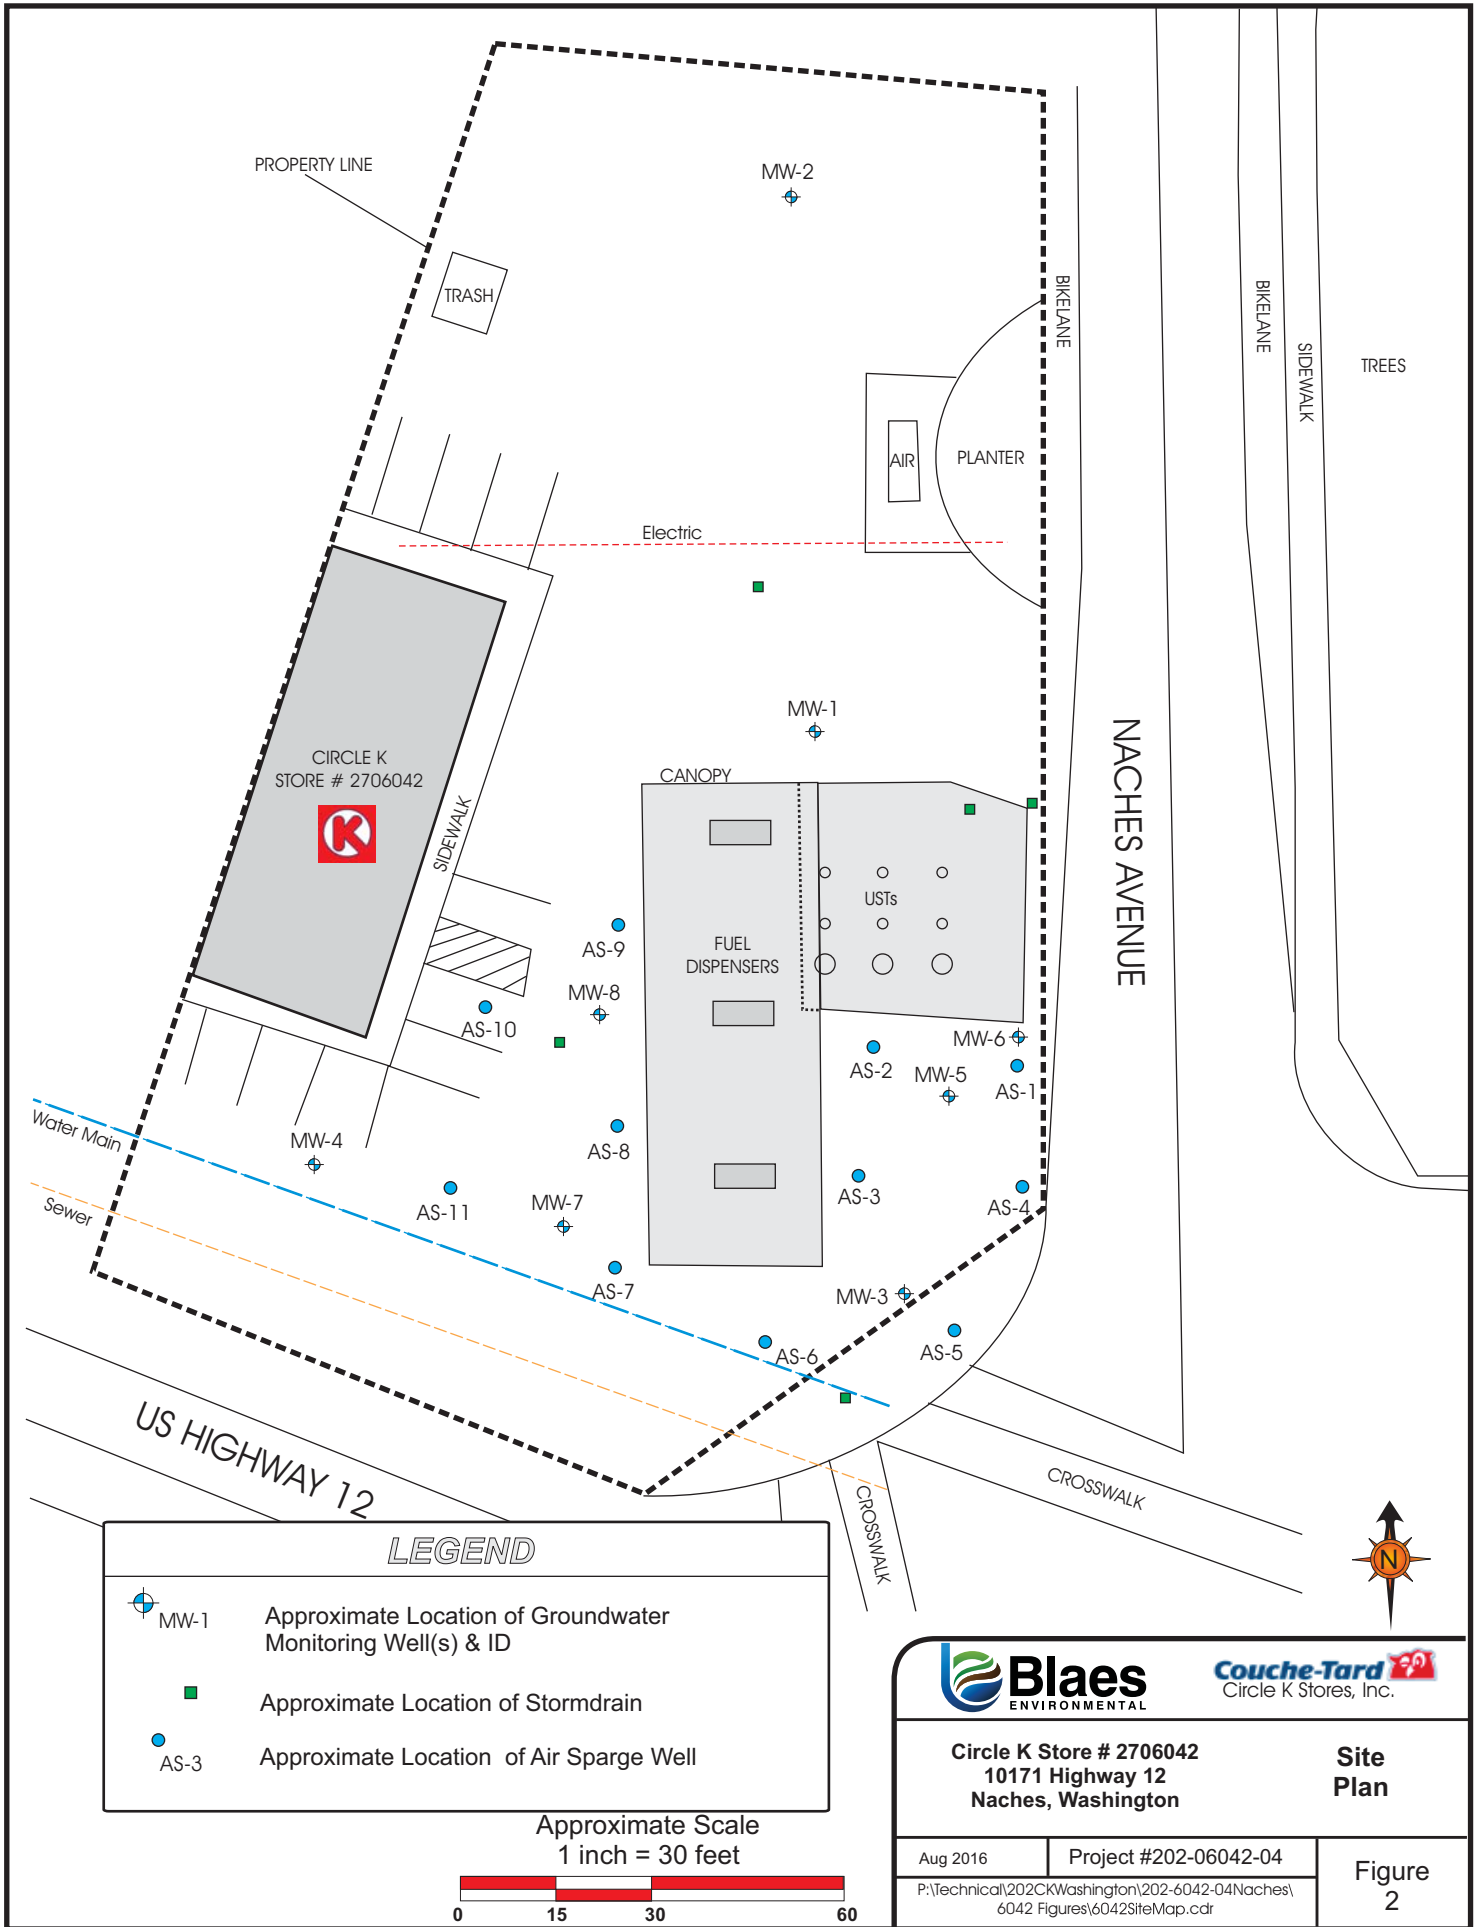 PROPERTY LINE
MW-2
TRASH
BIKELANE
BIKELANE
SIDEWALK
TREES
AIR
PLANTER
Electric
MW-1
NACHES AVENUE
CIRCLE K
STORE # 2706042
K
SIDEWALK
CANOPY
USTs
FUEL
DISPENSERS
AS-9
MW-8
AS-10
MW-6
AS-2
MW-5
AS-1
Water Main
MW-4
AS-8
AS-3
AS-4
Sewer
AS-11
MW-7
AS-7
MW-3
AS-6
AS-5
US HIGHWAY 12
CROSSWALK
CROSSWALK
N
LEGEND
MW-1
Approximate Location of Groundwater
Monitoring Well(s) & ID
Approximate Location of Stormdrain
AS-3
Approximate Location of Air Sparge Well
Approximate Scale
1 inch = 30 feet
0 15 30 60
Blaes
ENVIRONMENTAL
Couche-Tard
Circle K Stores, Inc.
Circle K Store # 2706042
10171 Highway 12
Naches, Washington
Site
Plan
Aug 2016
Project #202-06042-04
P:\Technical\202CKWashington\202-6042-04Naches\
6042 Figures\6042SiteMap.cdr
Figure
2